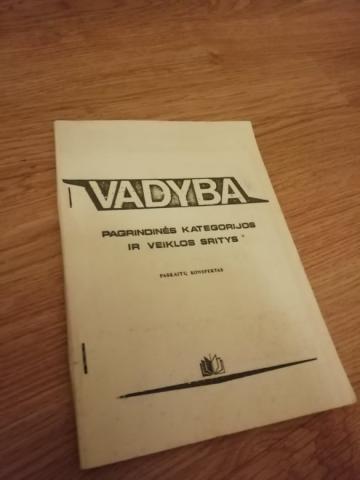 VADYBA
PAGRINDINĖS KATEGORIJOS
IR VEIKLOS SRITYS
PASKAITŲ KONSPEKTAS